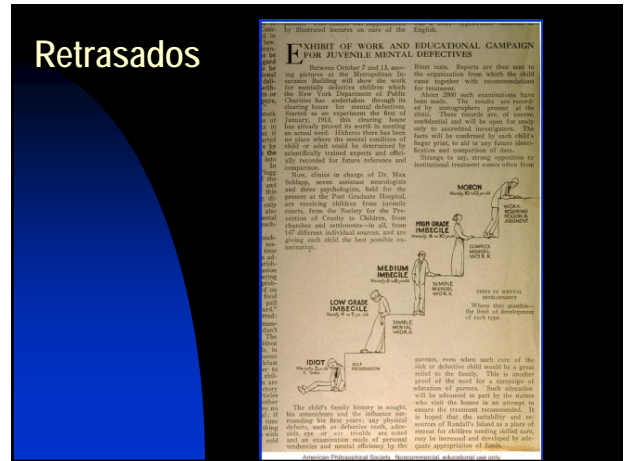 Retrasados
by illustrated lectures on care of the
English.
EXHIBIT OF WORK AND EDUCATIONAL CAMPAIGN
FOR JUVENILE MENTAL DEFECTIVES
Between October 7 and 13, mov-
ing pictures at the Metropolitan In-
surance Building will show the work
for mentally defective children which
the New York Department of Public
Charities has undertaken through its
clearing house for mental defectives.
Started as an experiment the first of
January, 1913, this clearing house
has already proved its worth in meeting
an actual need. Hitherto there has been
no place where the mental condition of
child or adult could be determined by
scientifically trained experts and offici-
ally recorded for future reference and
comparison.
Now, clinics in charge of Dr. Max
Schlapp, seven assistant neurologists
and three psychologists, held for the
present at the Post Graduate Hospital,
are receiving children from juvenile
courts, from the Society for the Pre-
vention of Cruelty to Children, from
churches and settlements—in all, from
147 different individual sources, and are
giving each child the best possible ex-
amination.
Binet tests. Reports are then sent to
the organization from which the child
came together with recommendations
for treatment.
About 2800 such examinations have
been made. The results are record-
ed by stenographers present at the
clinic. These records are, of course,
confidential and will be open for study
only to accredited investigators. The
facts will be confirmed by each child's
finger print, to aid in any future identi-
fication and comparison of data.
Strange to say, strong opposition to
institutional treatment comes often from
MORON
WORK
REQUIRING
REASON &
JUDGMENT
HIGH GRADE
IMBECILE
COMPLEX
MANUAL
WORK
MEDIUM
IMBECILE
SIMPLE
MANUAL
WORK
LOW GRADE
IMBECILE
SIMPLE
MENIAL
WORK
IDIOT
SELF
PRESERVATION
STEPS IN MENTAL
DEVELOPMENT
Where they stumble—
the limit of development
of each type.
The child's family history is sought,
his antecedents and the influence sur-
rounding his first years; any physical
defects, such as defective teeth, aden-
oids, eye or ear trouble are noted
and an examination made of personal
tendencies and mental efficiency by the
parents, even when such care of the
sick or defective child would be a great
relief to the family. This is another
proof of the need for a campaign of
education of parents. Such education
will be advanced in part by the nurses
who visit the homes in an attempt to
ensure the treatment recommended. It
is hoped that the suitability and re-
sources of Randall's Island as a place of
retreat for children needing skilled care,
may be increased and developed by ade-
quate appropriation of funds.
American Philosophical Society. Noncommercial, educational use only.